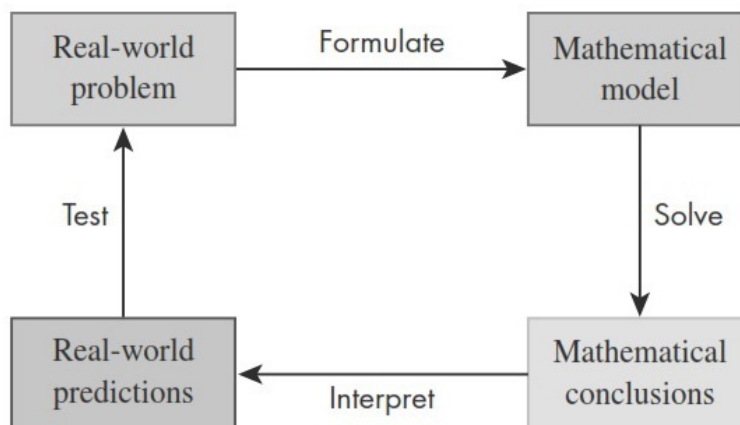 Real-world
problem
Formulate
Mathematical
model
Test
Solve
Real-world
predictions
Interpret
Mathematical
conclusions